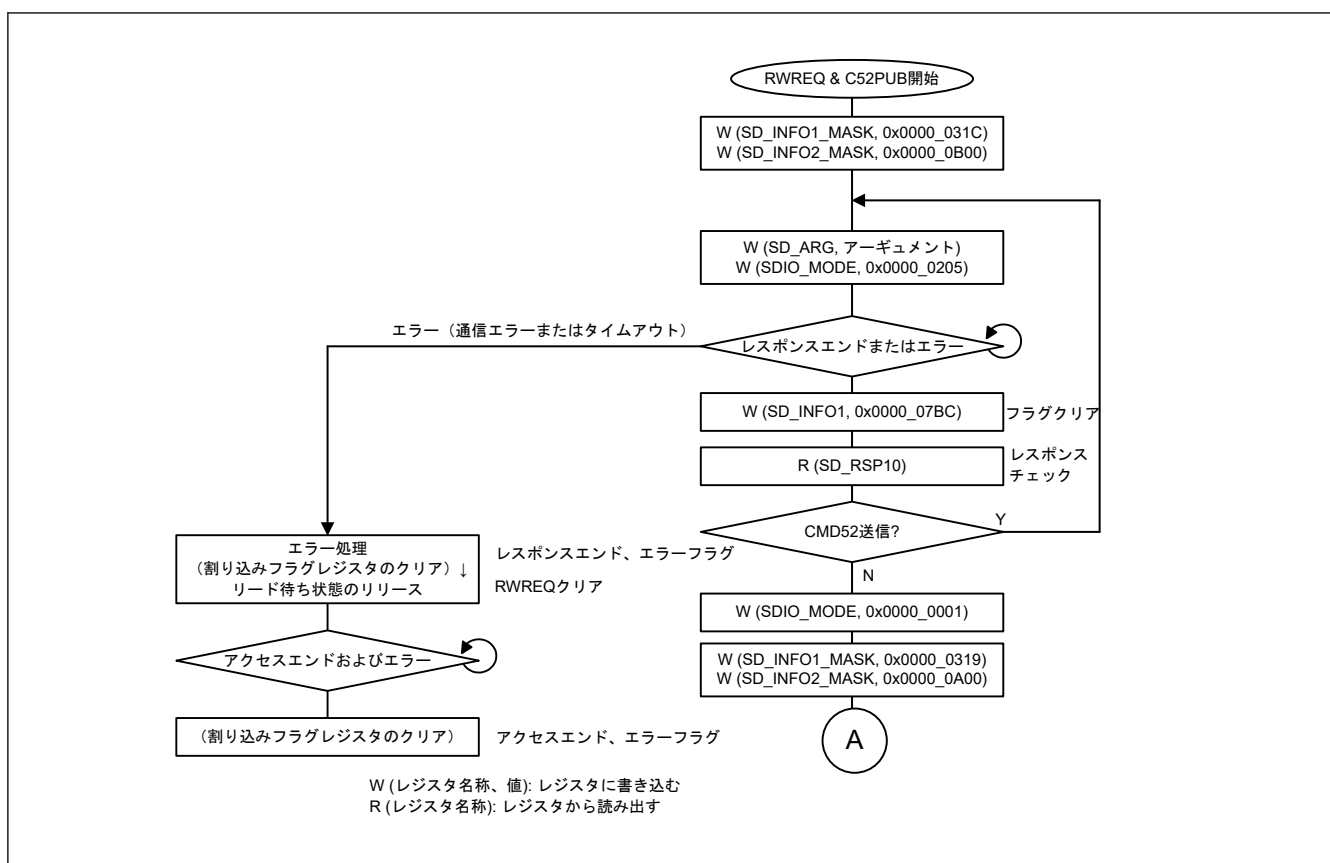 RWREQ & C52PUB開始
W (SD_INFO1_MASK, 0x0000_031C)
W (SD_INFO2_MASK, 0x0000_0B00)
W (SD_ARG, アーギュメント)
W (SDIO_MODE, 0x0000_0205)
エラー（通信エラーまたはタイムアウト）
レスポンスエンドまたはエラー
W (SD_INFO1, 0x0000_07BC)
フラグクリア
R (SD_RSP10)
レスポンス
チェック
CMD52送信?
Y
N
エラー処理
（割り込みフラグレジスタのクリア）↓
リード待ち状態のリリース
レスポンスエンド、エラーフラグ
RWREQクリア
W (SDIO_MODE, 0x0000_0001)
アクセスエンドおよびエラー
W (SD_INFO1_MASK, 0x0000_0319)
W (SD_INFO2_MASK, 0x0000_0A00)
（割り込みフラグレジスタのクリア）
アクセスエンド、エラーフラグ
A
W (レジスタ名称、値): レジスタに書き込む
R (レジスタ名称): レジスタから読み出す